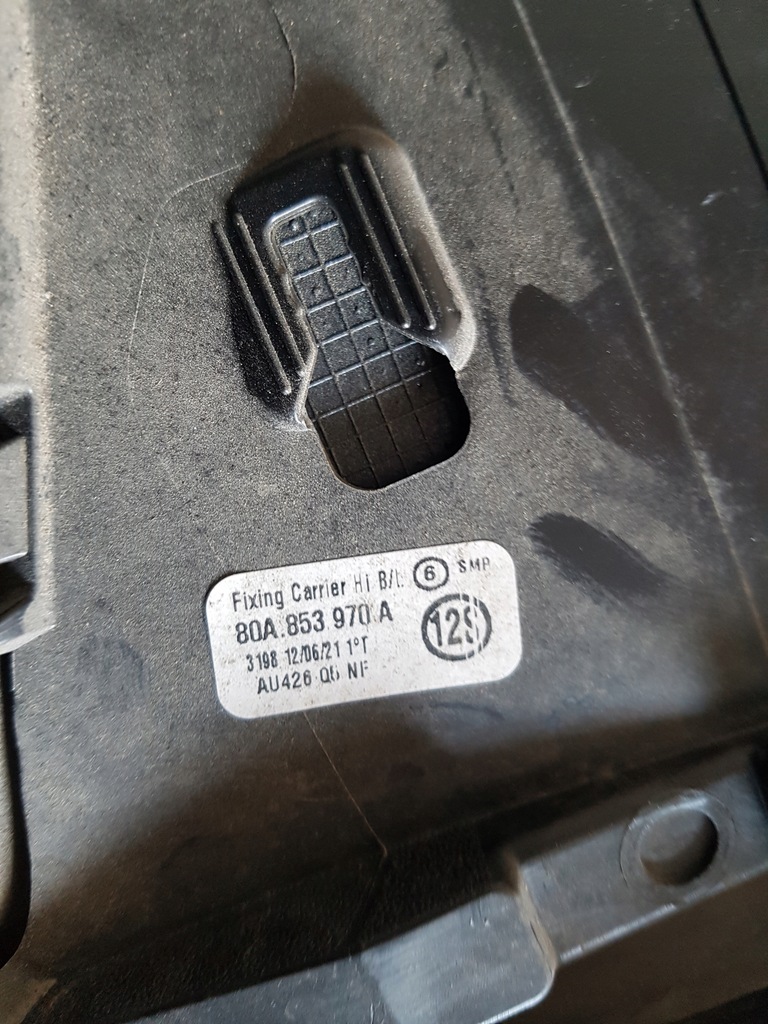 Fixing Carrier Hi B/L 6 SMP
80A.853 970.A
3198 12/06/21 1°T
AU426 Q5 NF
12S